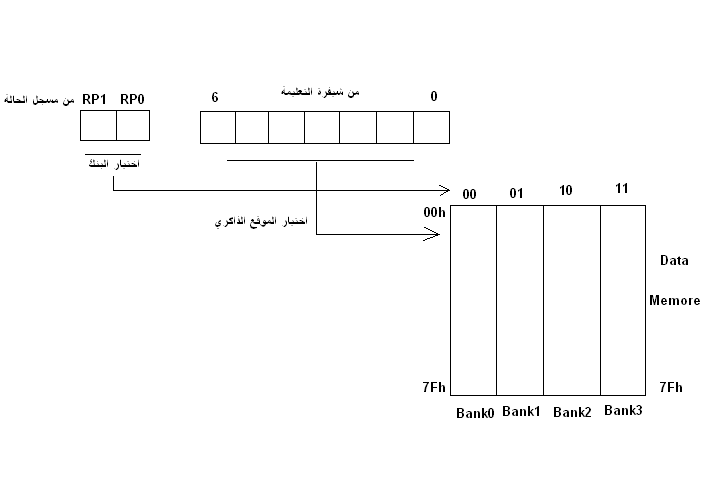 من شيفرة التعليمة
من مسجل الحالة RP1 RP0
6 0
اختيار البنك
00 01 10 11
00h
اختيار الموقع الذاكري
Data
Memore
7Fh 7Fh
Bank0 Bank1 Bank2 Bank3